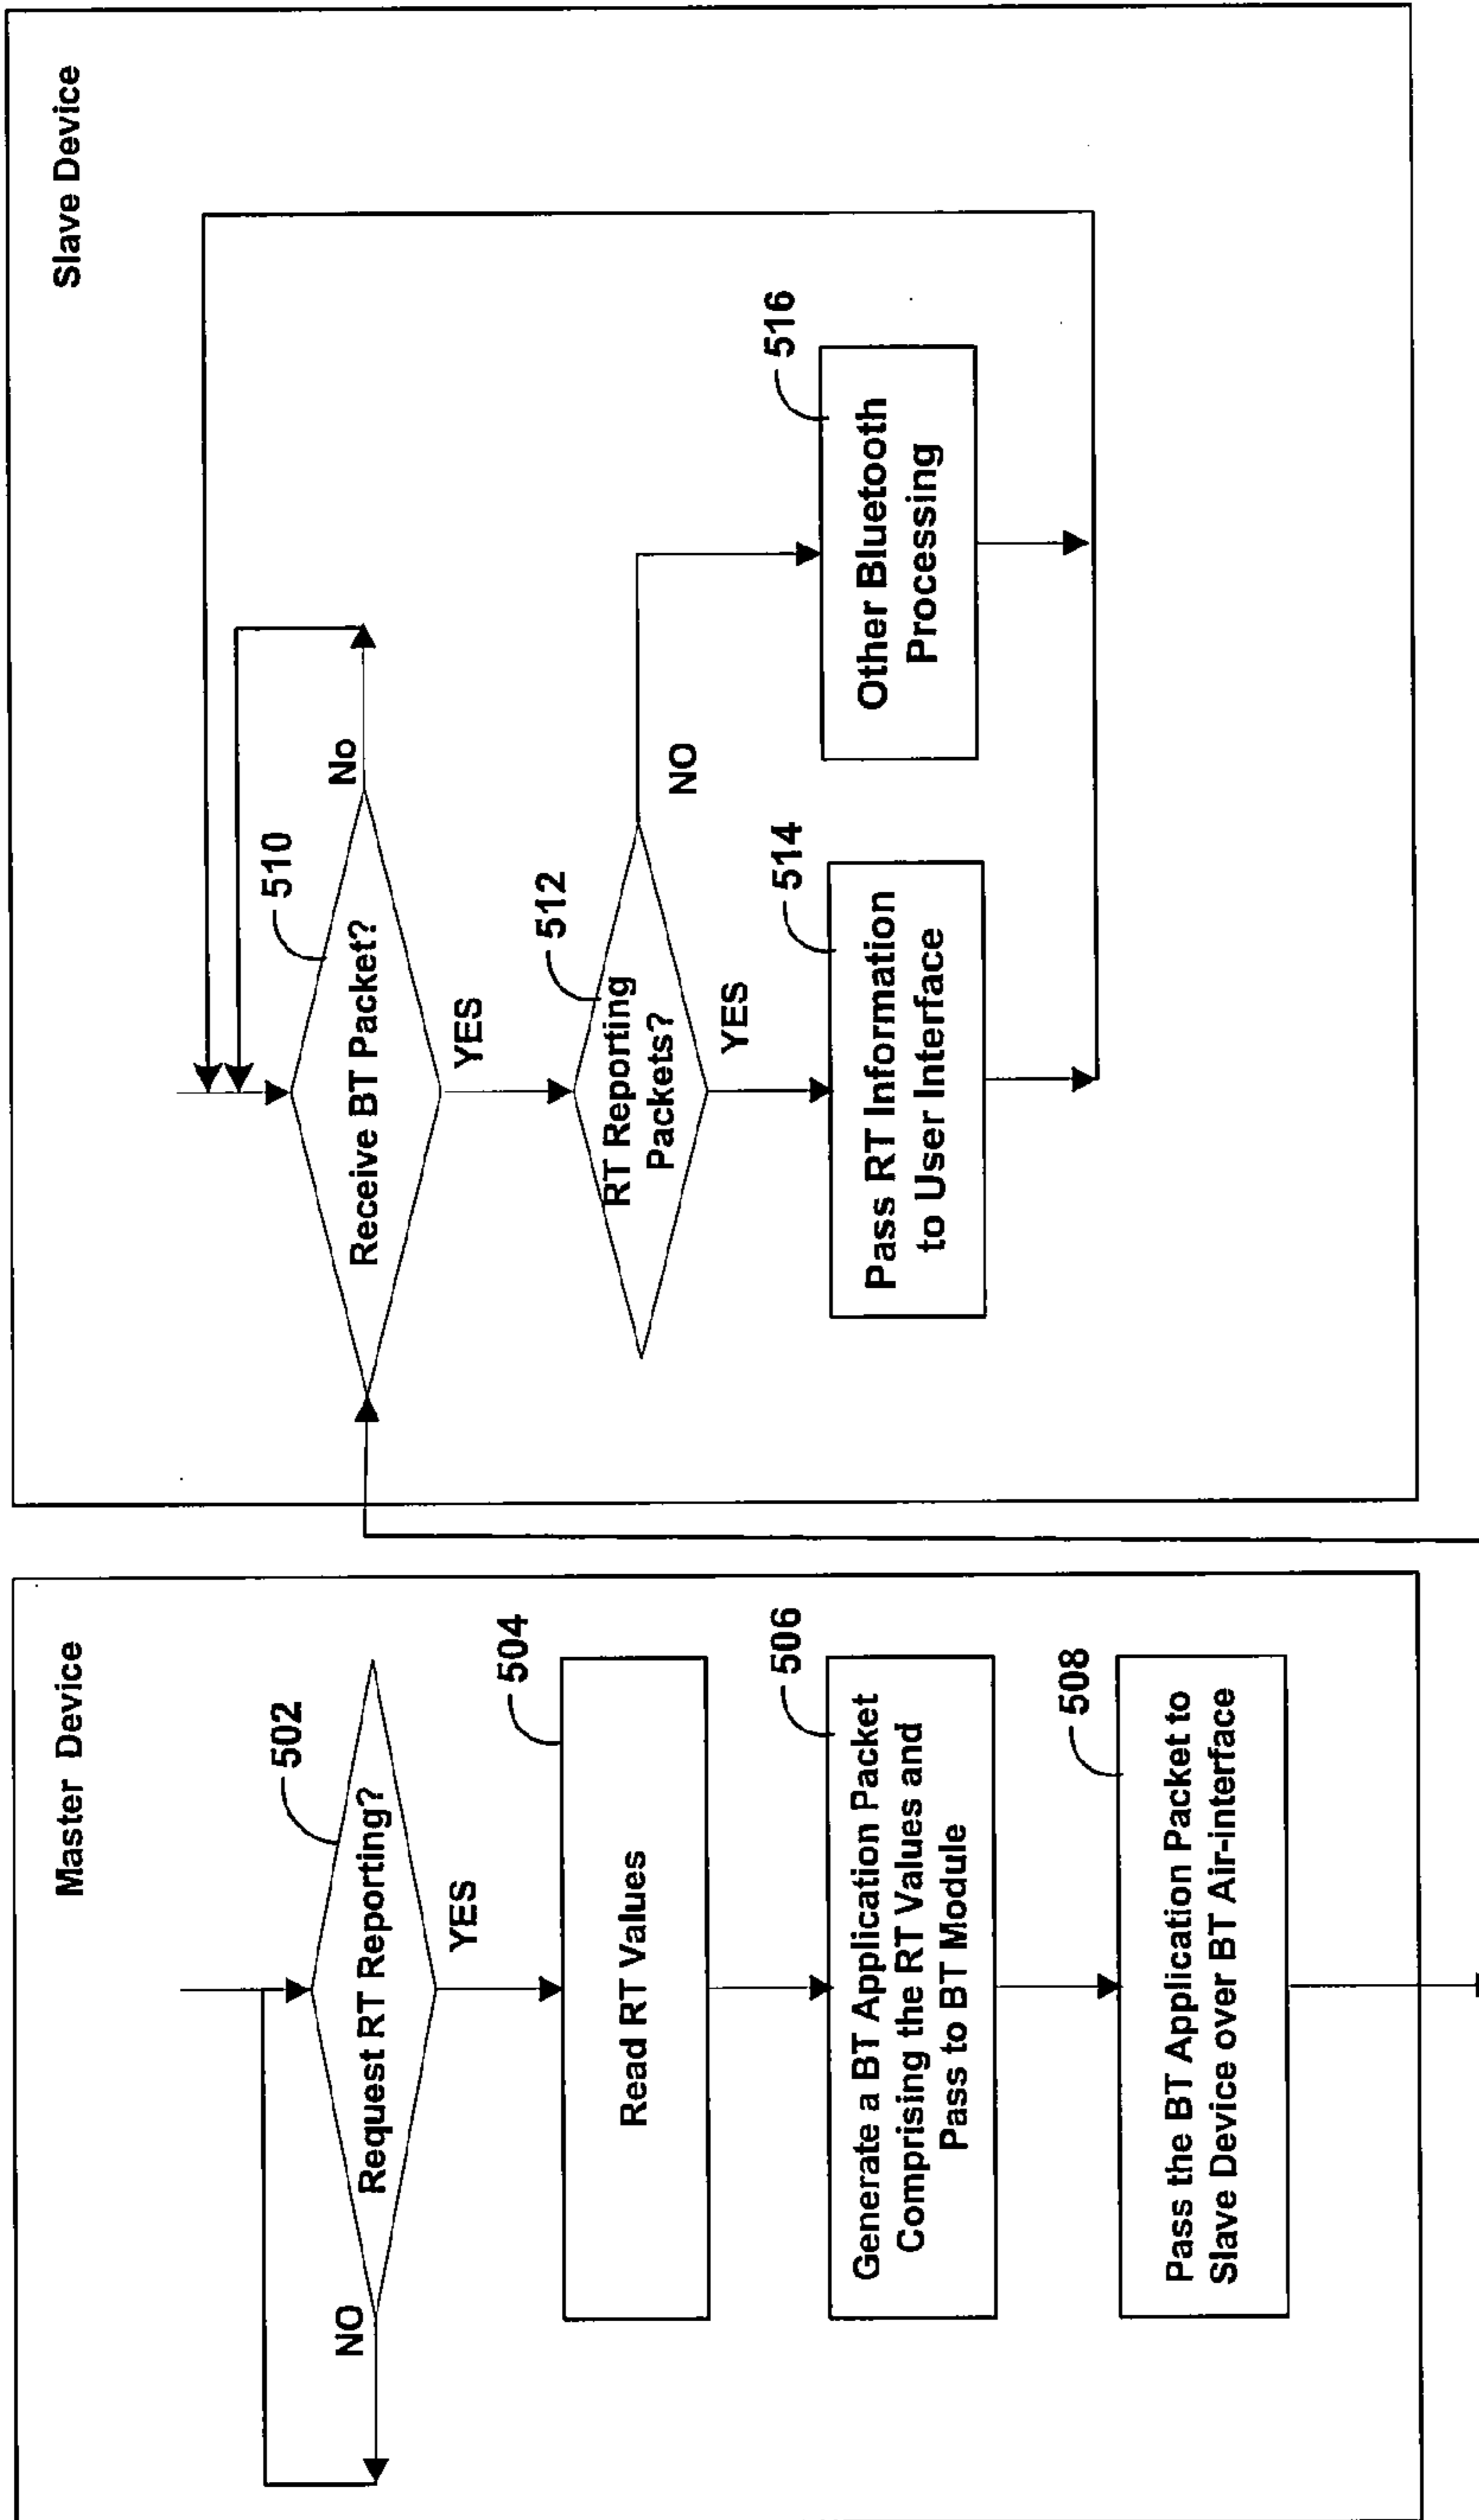 Master Device
502
Request RT Reporting?
NO
YES
504
Read RT Values
506
Generate a BT Application Packet
Comprising the RT Values and
Pass to BT Module
508
Pass the BT Application Packet to
Slave Device over BT Air-interface
Slave Device
510
Receive BT Packet?
No
YES
512
RT Reporting
Packets?
NO
YES
514
Pass RT Information
to User Interface
516
Other Bluetooth
Processing